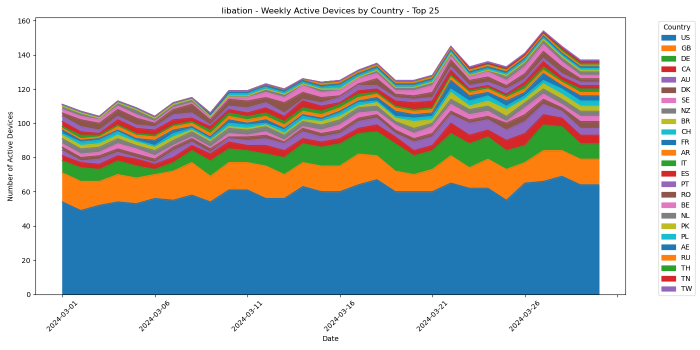 libation - Weekly Active Devices by Country - Top 25
Number of Active Devices
160
140
120
100
80
60
40
20
0
2024-03-01
2024-03-06
2024-03-11
2024-03-16
2024-03-21
2024-03-26
Date
Country
US
GB
DE
CA
AU
DK
SE
NZ
BR
CH
FR
AR
IT
ES
PT
RO
BE
NL
PK
PL
AE
RU
TH
TN
TW